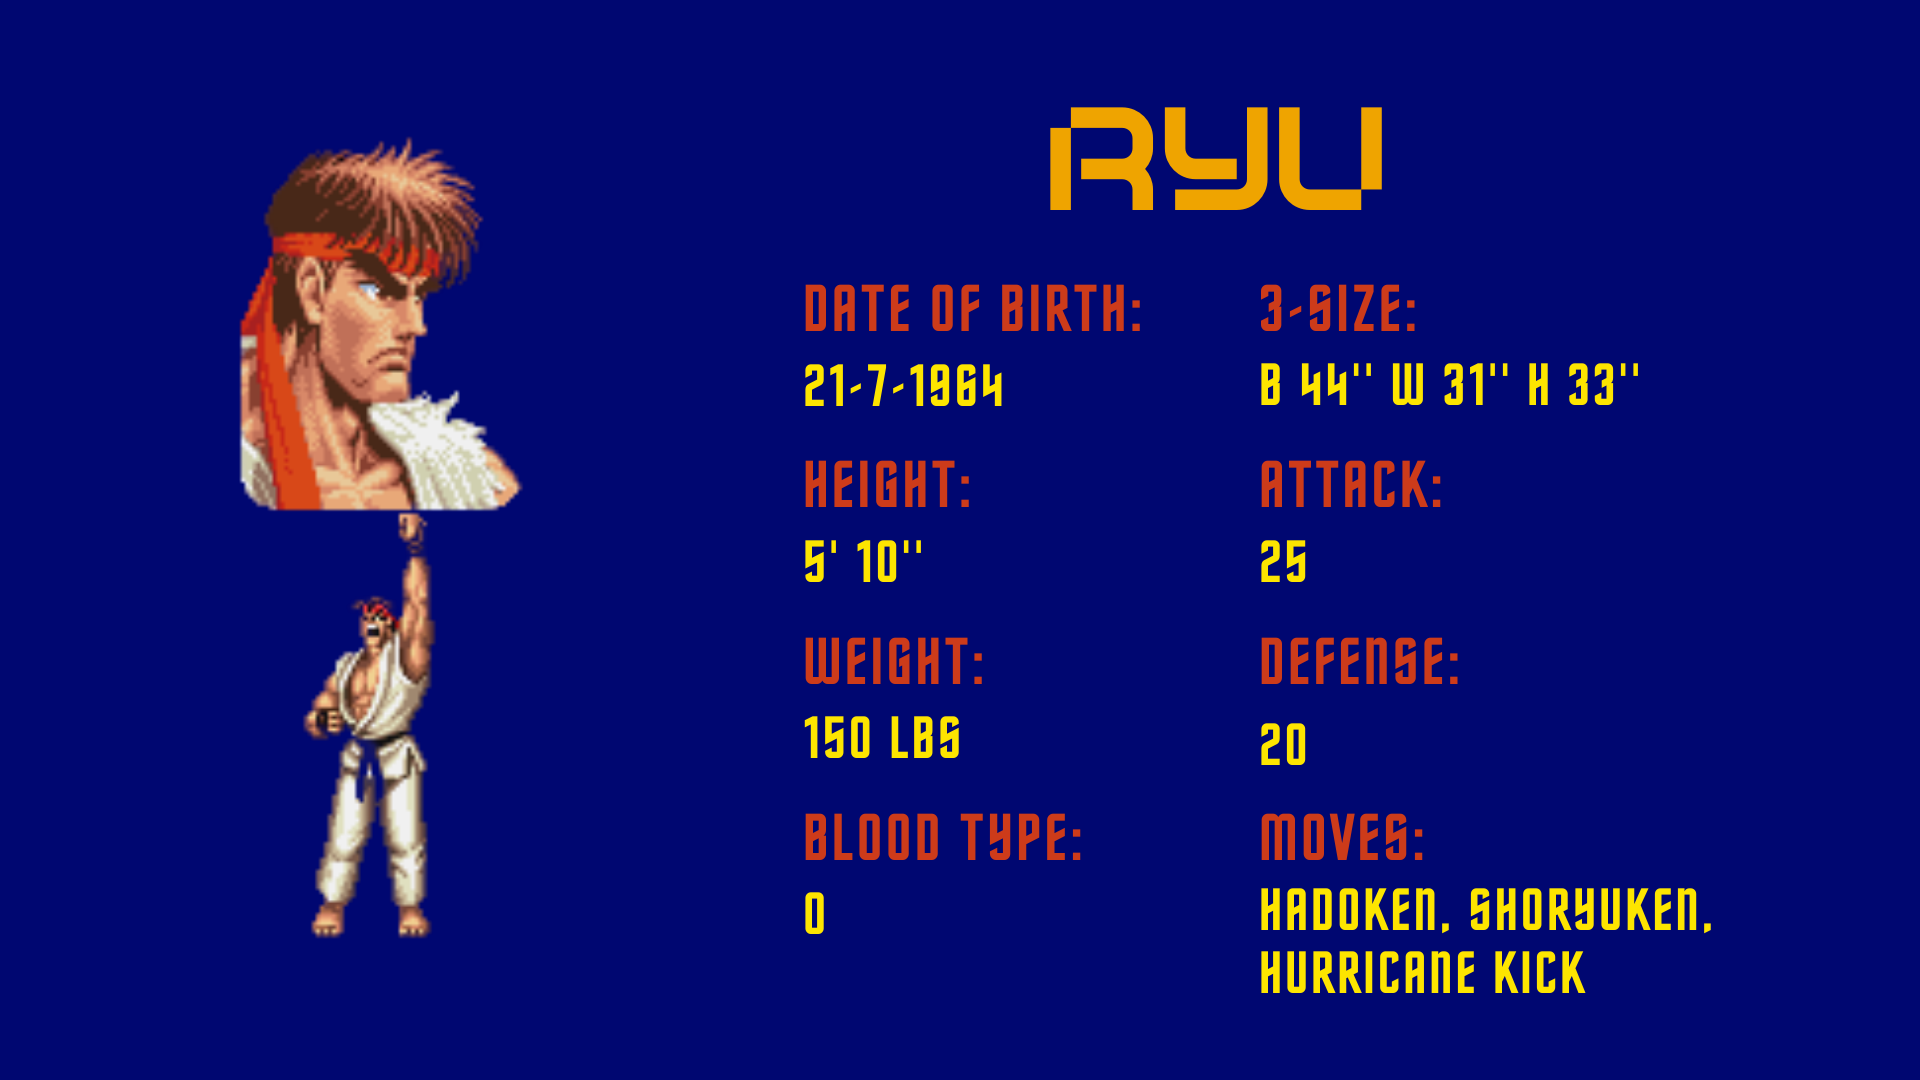 RYU
DATE OF BIRTH:
21-7-1964
HEIGHT:
5' 10''
WEIGHT:
150 LBS
BLOOD TYPE:
O
3-SIZE:
B 44'' W 31'' H 33''
ATTACK:
25
DEFENSE:
20
MOVES:
HADOKEN, SHORYUKEN,
HURRICANE KICK